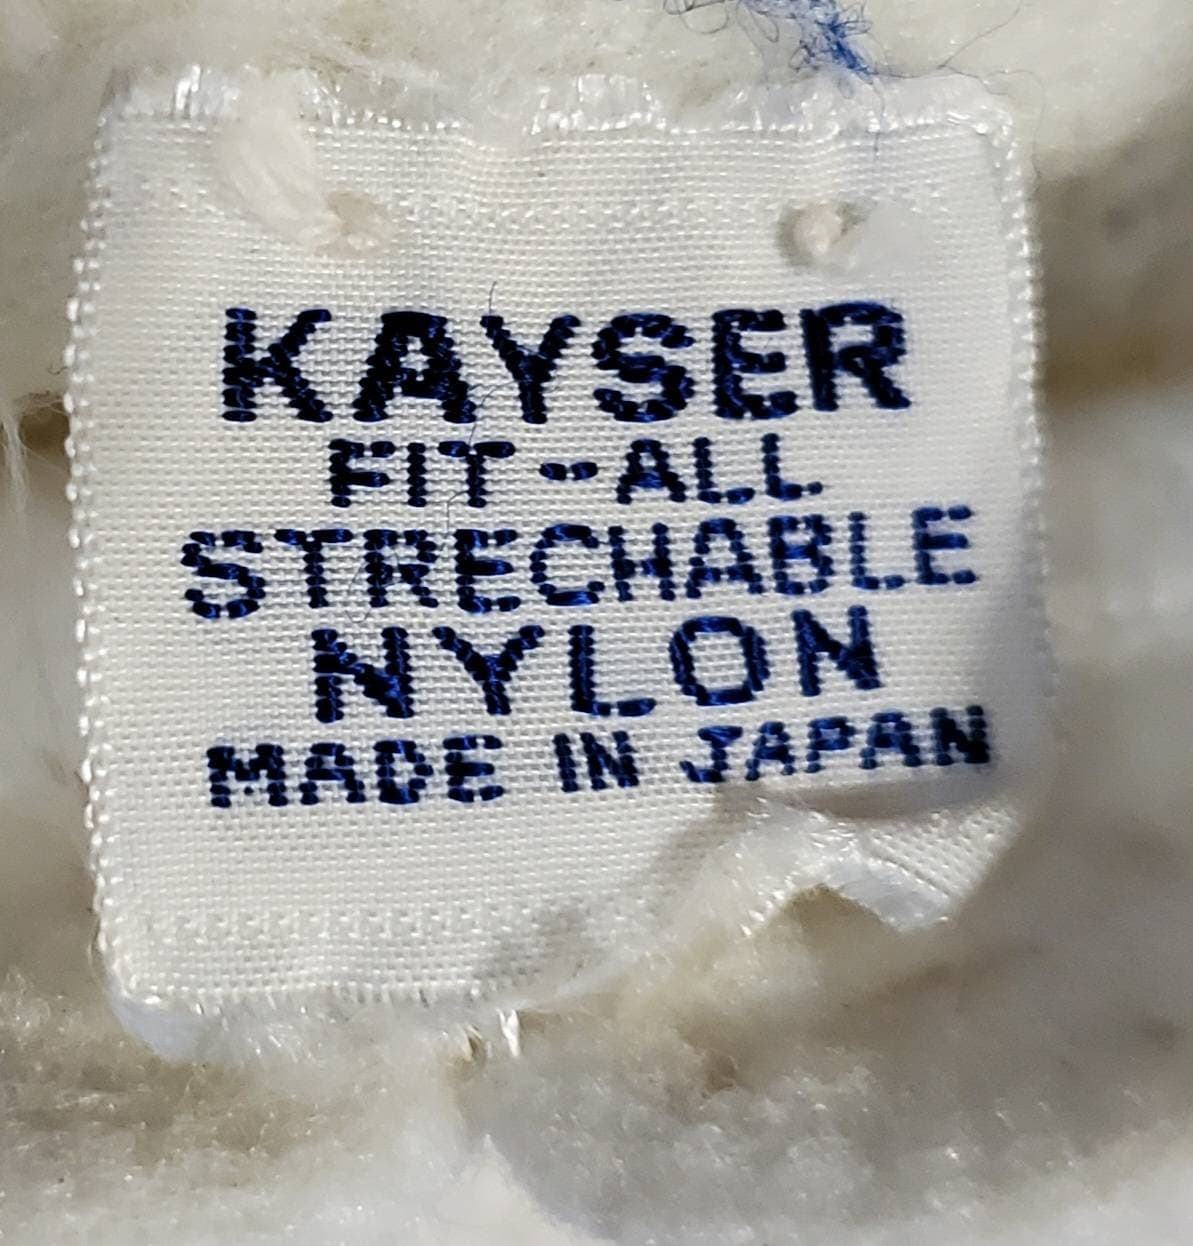 KAYSER
FIT-ALL
STRECHABLE
NYLON
MADE IN JAPAN